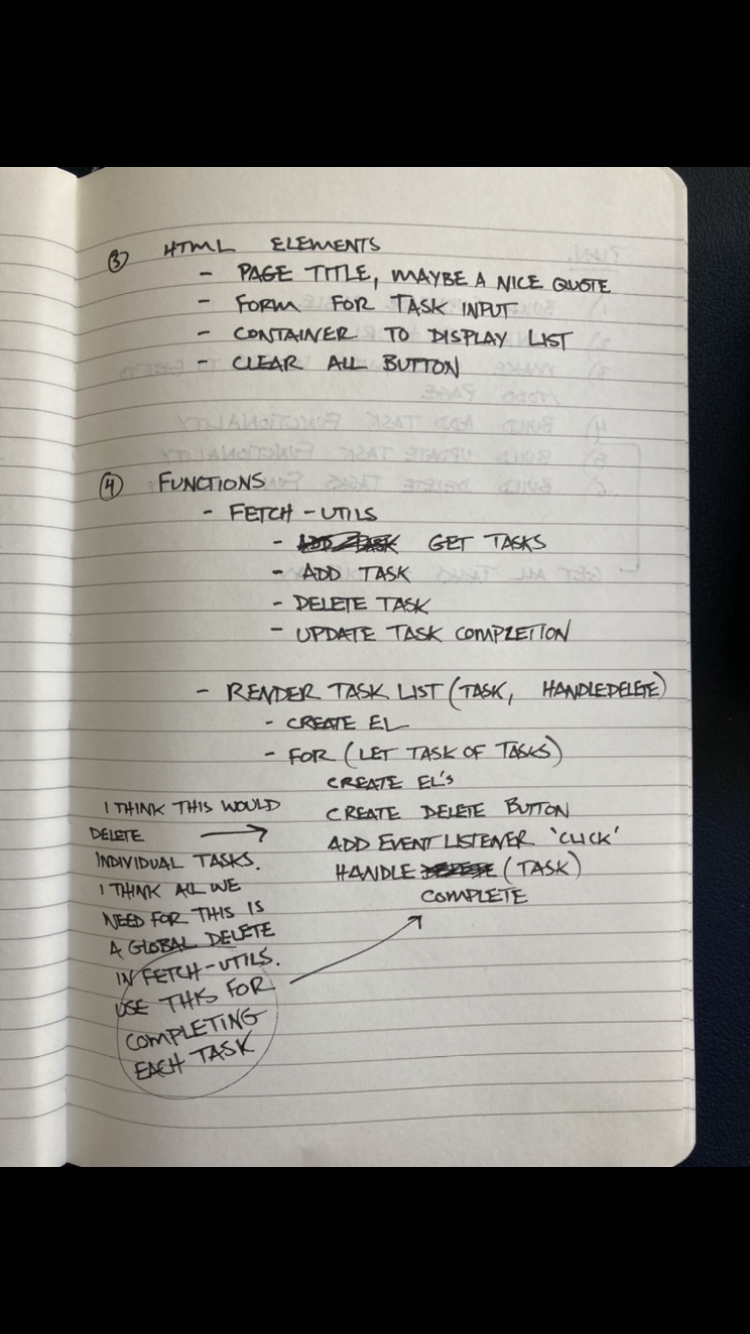 ③ HTML ELEMENTS
- PAGE TITLE, MAYBE A NICE QUOTE
- FORM FOR TASK INPUT
- CONTAINER TO DISPLAY LIST
- CLEAR ALL BUTTON
④ FUNCTIONS
- FETCH-UTILS
- ADD TASK GET TASKS
- ADD TASK
- DELETE TASK
- UPDATE TASK COMPLETION
- RENDER TASK LIST (TASK, HANDLEDELETE)
- CREATE EL
- FOR (LET TASK OF TASKS)
CREATE EL'S
CREATE DELETE BUTTON
ADD EVENT LISTENER 'CLICK'
HANDLE DELETE (TASK)
COMPLETE
I THINK THIS WOULD
DELETE →
INDIVIDUAL TASKS.
I THINK ALL WE
NEED FOR THIS IS
A GLOBAL DELETE
IN FETCH-UTILS.
USE THIS FOR
COMPLETING
EACH TASK